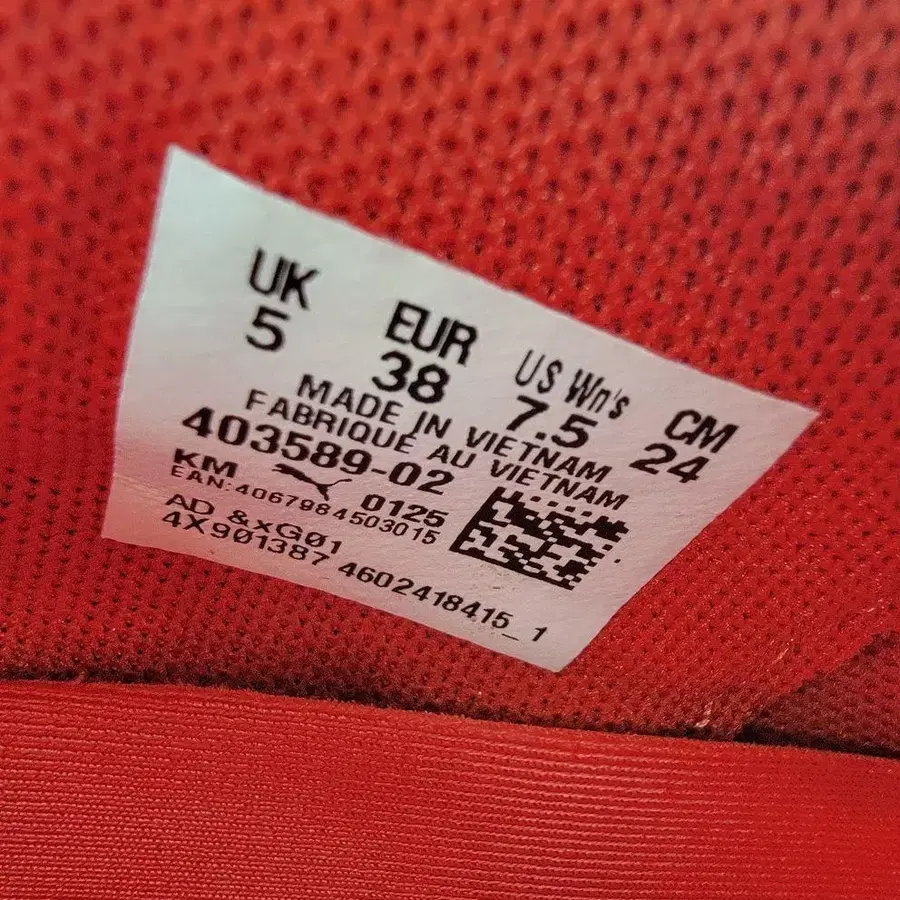 UK EUR US Wn's CM
5 38 7.5 24
MADE IN VIETNAM
FABRIQUÉ AU VIETNAM
403589-02
KM 0125
EAN:4067984503015
AD &xG01
4X901387 4602418415_1